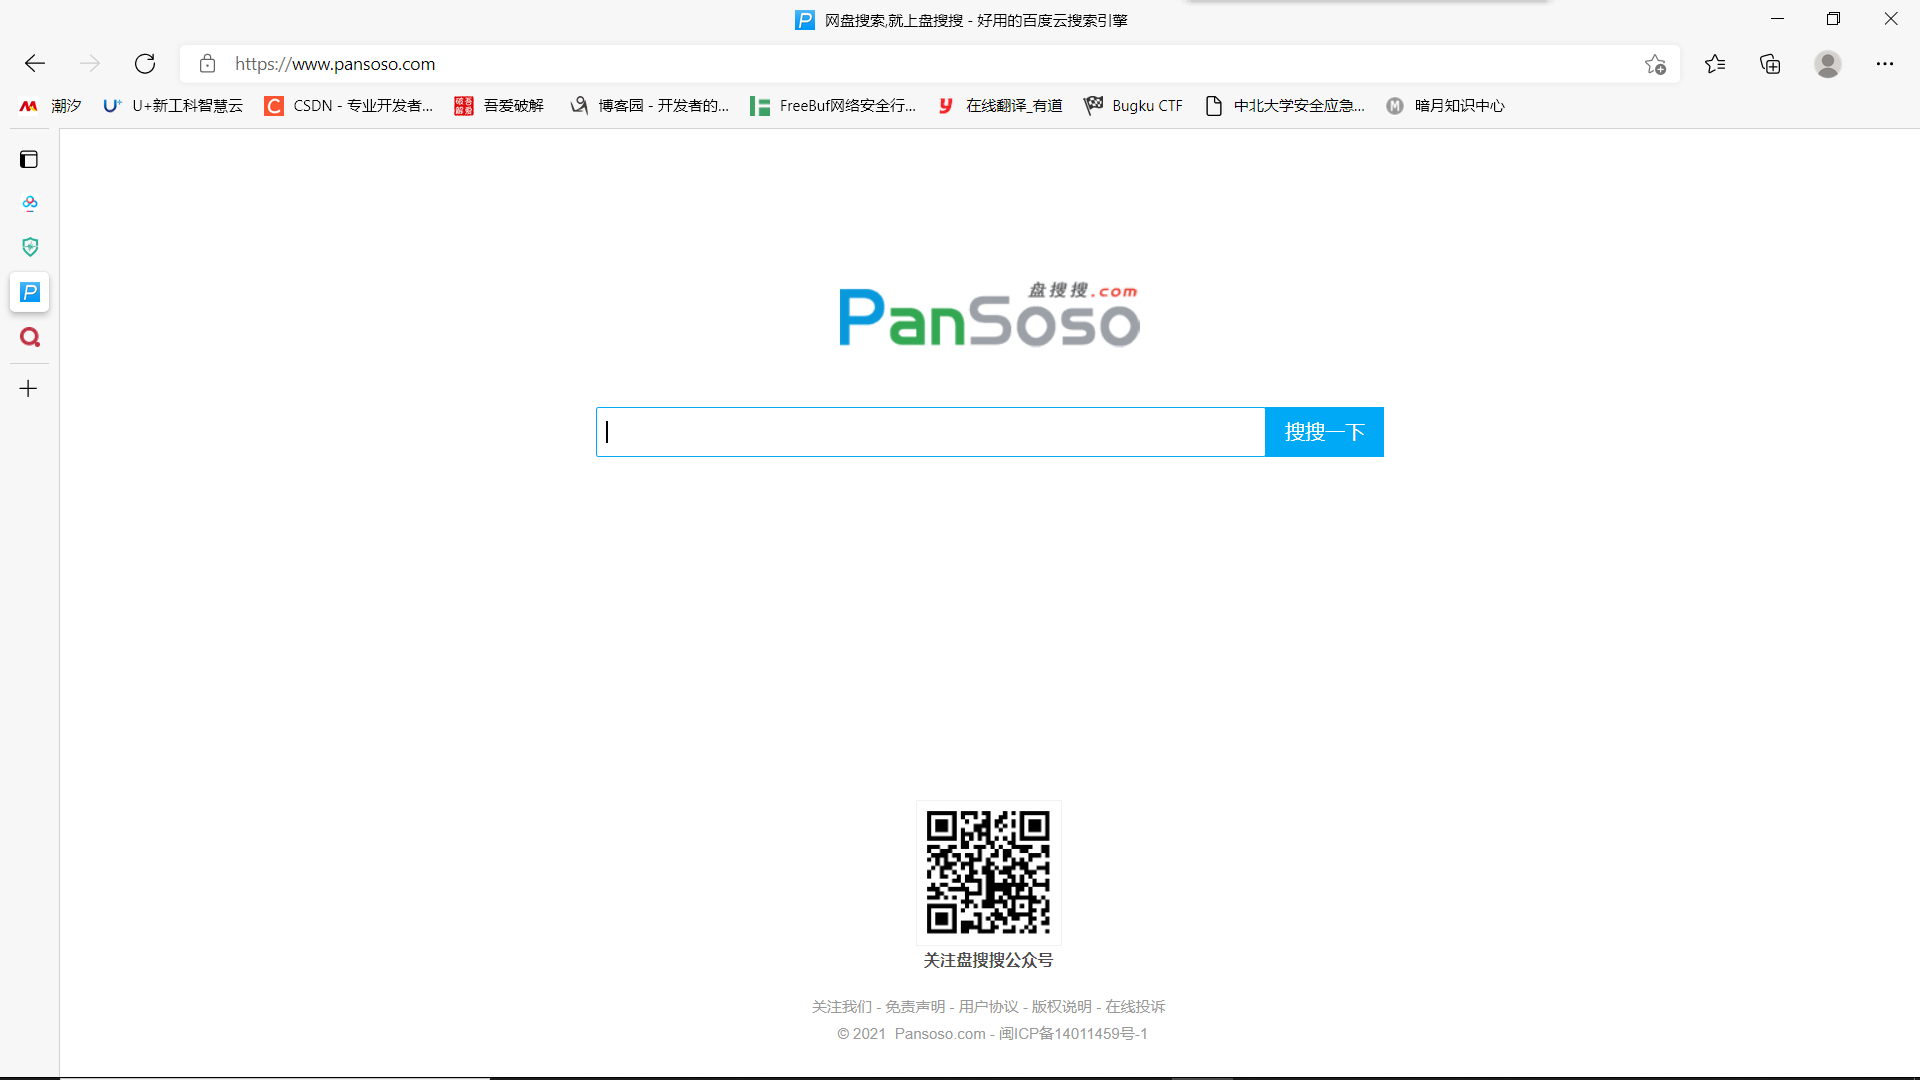 网盘搜索,就上盘搜搜 - 好用的百度云搜索引擎
https://www.pansoso.com
潮汐
U+新工科智慧云
CSDN - 专业开发者...
吾爱破解
博客园 - 开发者的...
FreeBuf网络安全行...
在线翻译_有道
Bugku CTF
中北大学安全应急...
暗月知识中心
盘搜搜.com
PanSoso
搜搜一下
关注盘搜搜公众号
关注我们 - 免责声明 - 用户协议 - 版权说明 - 在线投诉
© 2021 Pansoso.com - 闽ICP备14011459号-1